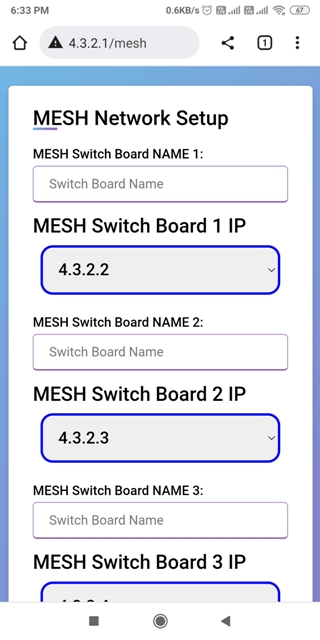 6:33 PM 0.6KB/s 67
4.3.2.1/mesh 1
MESH Network Setup
MESH Switch Board NAME 1:
Switch Board Name
MESH Switch Board 1 IP
4.3.2.2
MESH Switch Board NAME 2:
Switch Board Name
MESH Switch Board 2 IP
4.3.2.3
MESH Switch Board NAME 3:
Switch Board Name
MESH Switch Board 3 IP